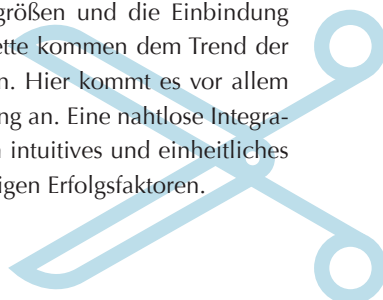 größen und die Einbindung
ette kommen dem Trend der
n. Hier kommt es vor allem
ng an. Eine nahtlose Integra-
n intuitives und einheitliches
igen Erfolgsfaktoren.